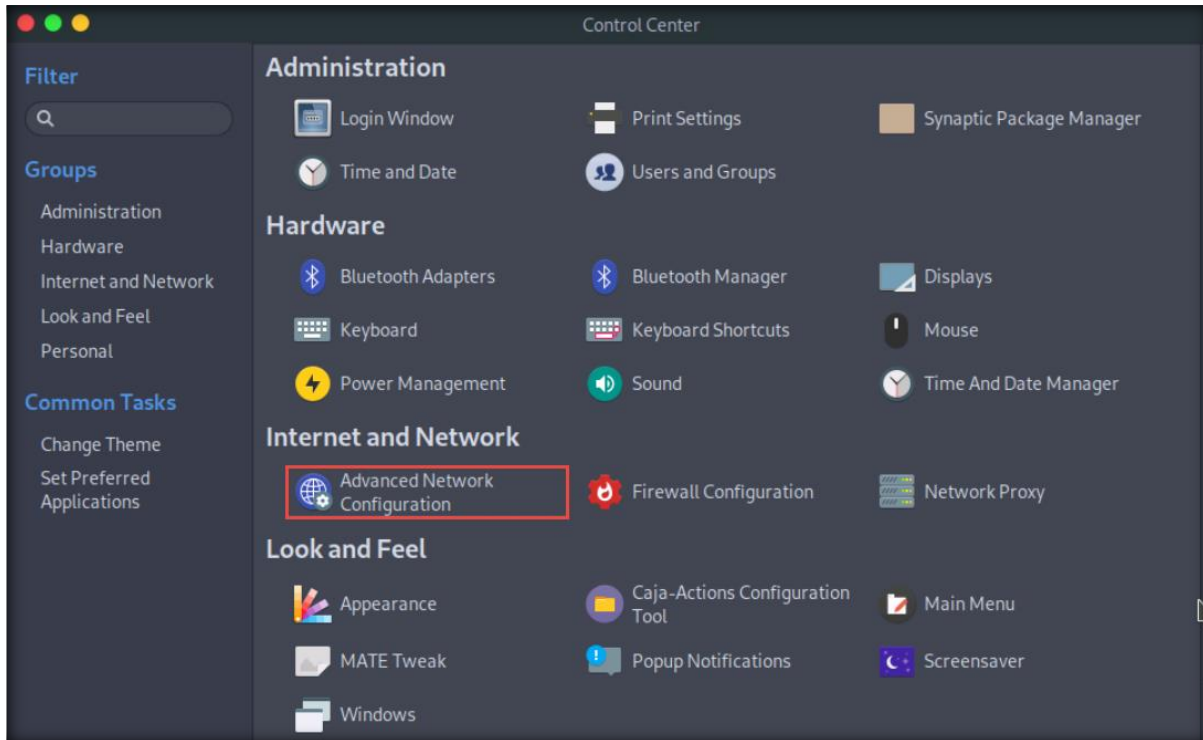 Control Center
Filter
Groups
Administration
Hardware
Internet and Network
Look and Feel
Personal
Common Tasks
Change Theme
Set Preferred
Applications
Administration
Login Window
Print Settings
Synaptic Package Manager
Time and Date
Users and Groups
Hardware
Bluetooth Adapters
Bluetooth Manager
Displays
Keyboard
Keyboard Shortcuts
Mouse
Power Management
Sound
Time And Date Manager
Internet and Network
Advanced Network
Configuration
Firewall Configuration
Network Proxy
Look and Feel
Appearance
Caja-Actions Configuration
Tool
Main Menu
MATE Tweak
Popup Notifications
Screensaver
Windows